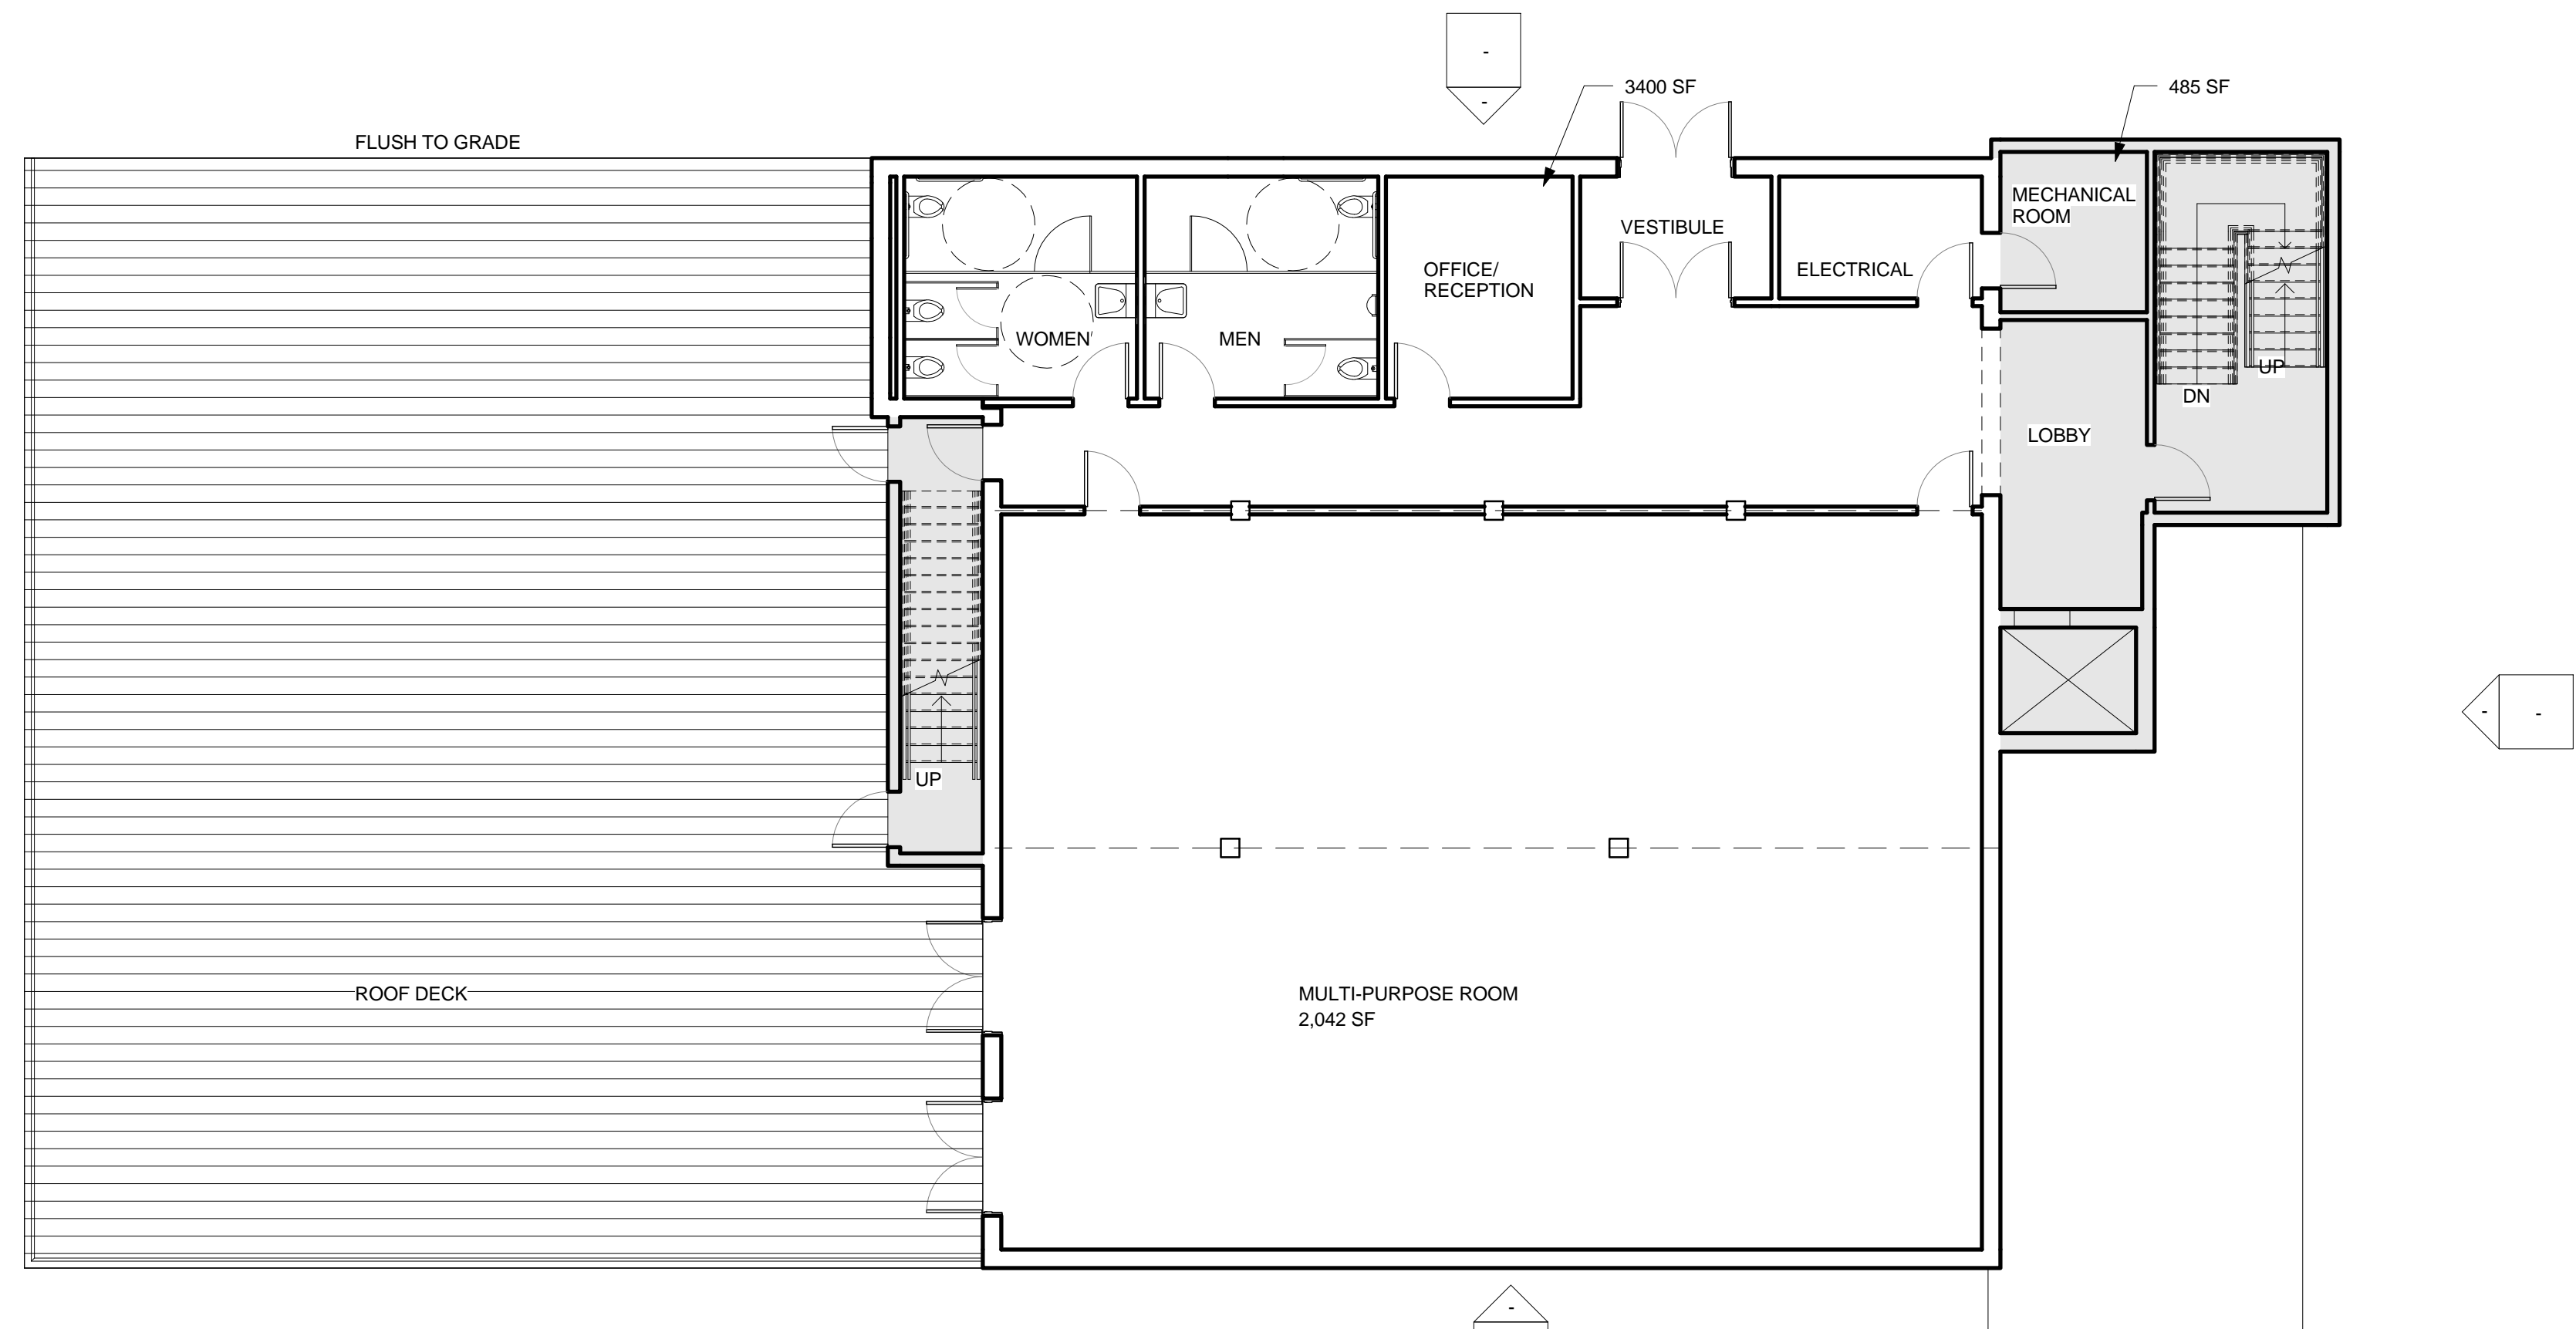 -
-
3400 SF
485 SF
FLUSH TO GRADE
MECHANICAL
ROOM
VESTIBULE
OFFICE/
RECEPTION
ELECTRICAL
WOMEN
MEN
UP
DN
LOBBY
- -
UP
ROOF DECK
MULTI-PURPOSE ROOM
2,042 SF
-